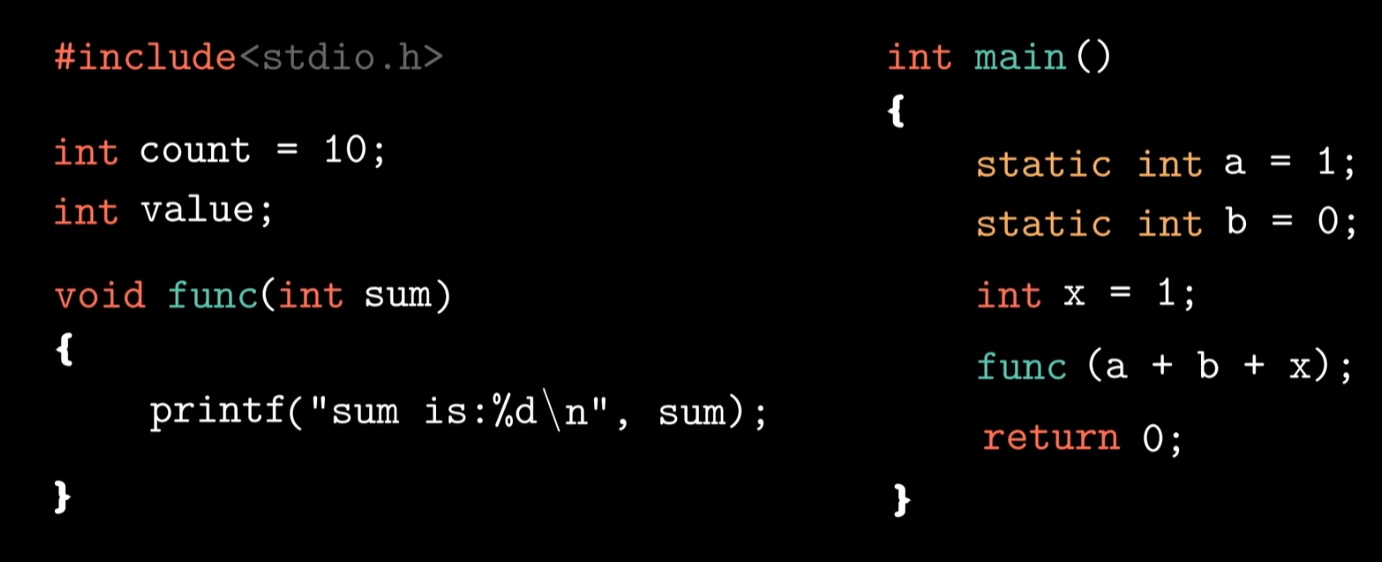 #include<stdio.h>
int count = 10;
int value;
void func(int sum)
{
printf("sum is:%d\n", sum);
}
int main()
{
static int a = 1;
static int b = 0;
int x = 1;
func (a + b + x);
return 0;
}